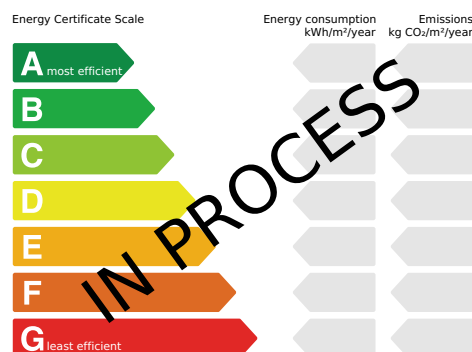 Energy Certificate Scale
Energy consumption
kWh/m²/year
Emissions
kg CO₂/m²/year
A most efficient
B
C
D
E
F
G least efficient
IN PROCESS